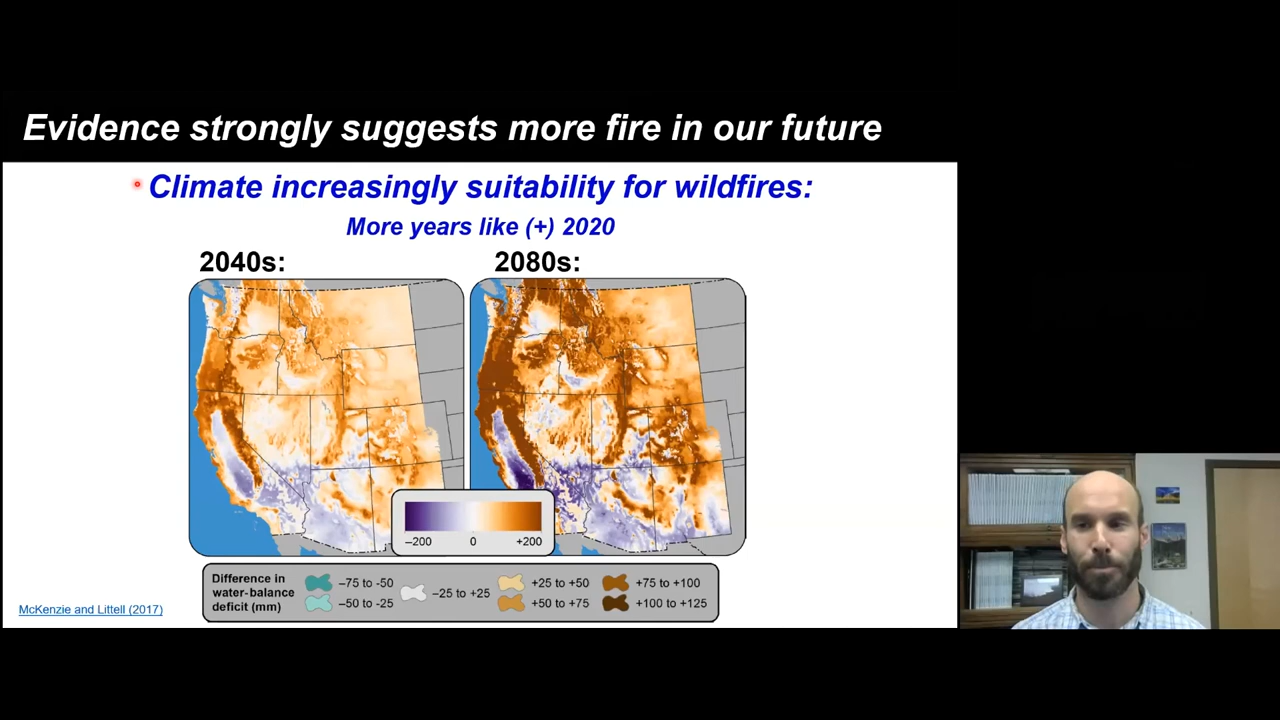 Evidence strongly suggests more fire in our future
Climate increasingly suitability for wildfires:
More years like (+) 2020
2040s:
2080s:
–200
0
+200
Difference in
water-balance
deficit (mm)
–75 to -50
–50 to -25
–25 to +25
+25 to +50
+50 to +75
+75 to +100
+100 to +125
McKenzie and Littell (2017)